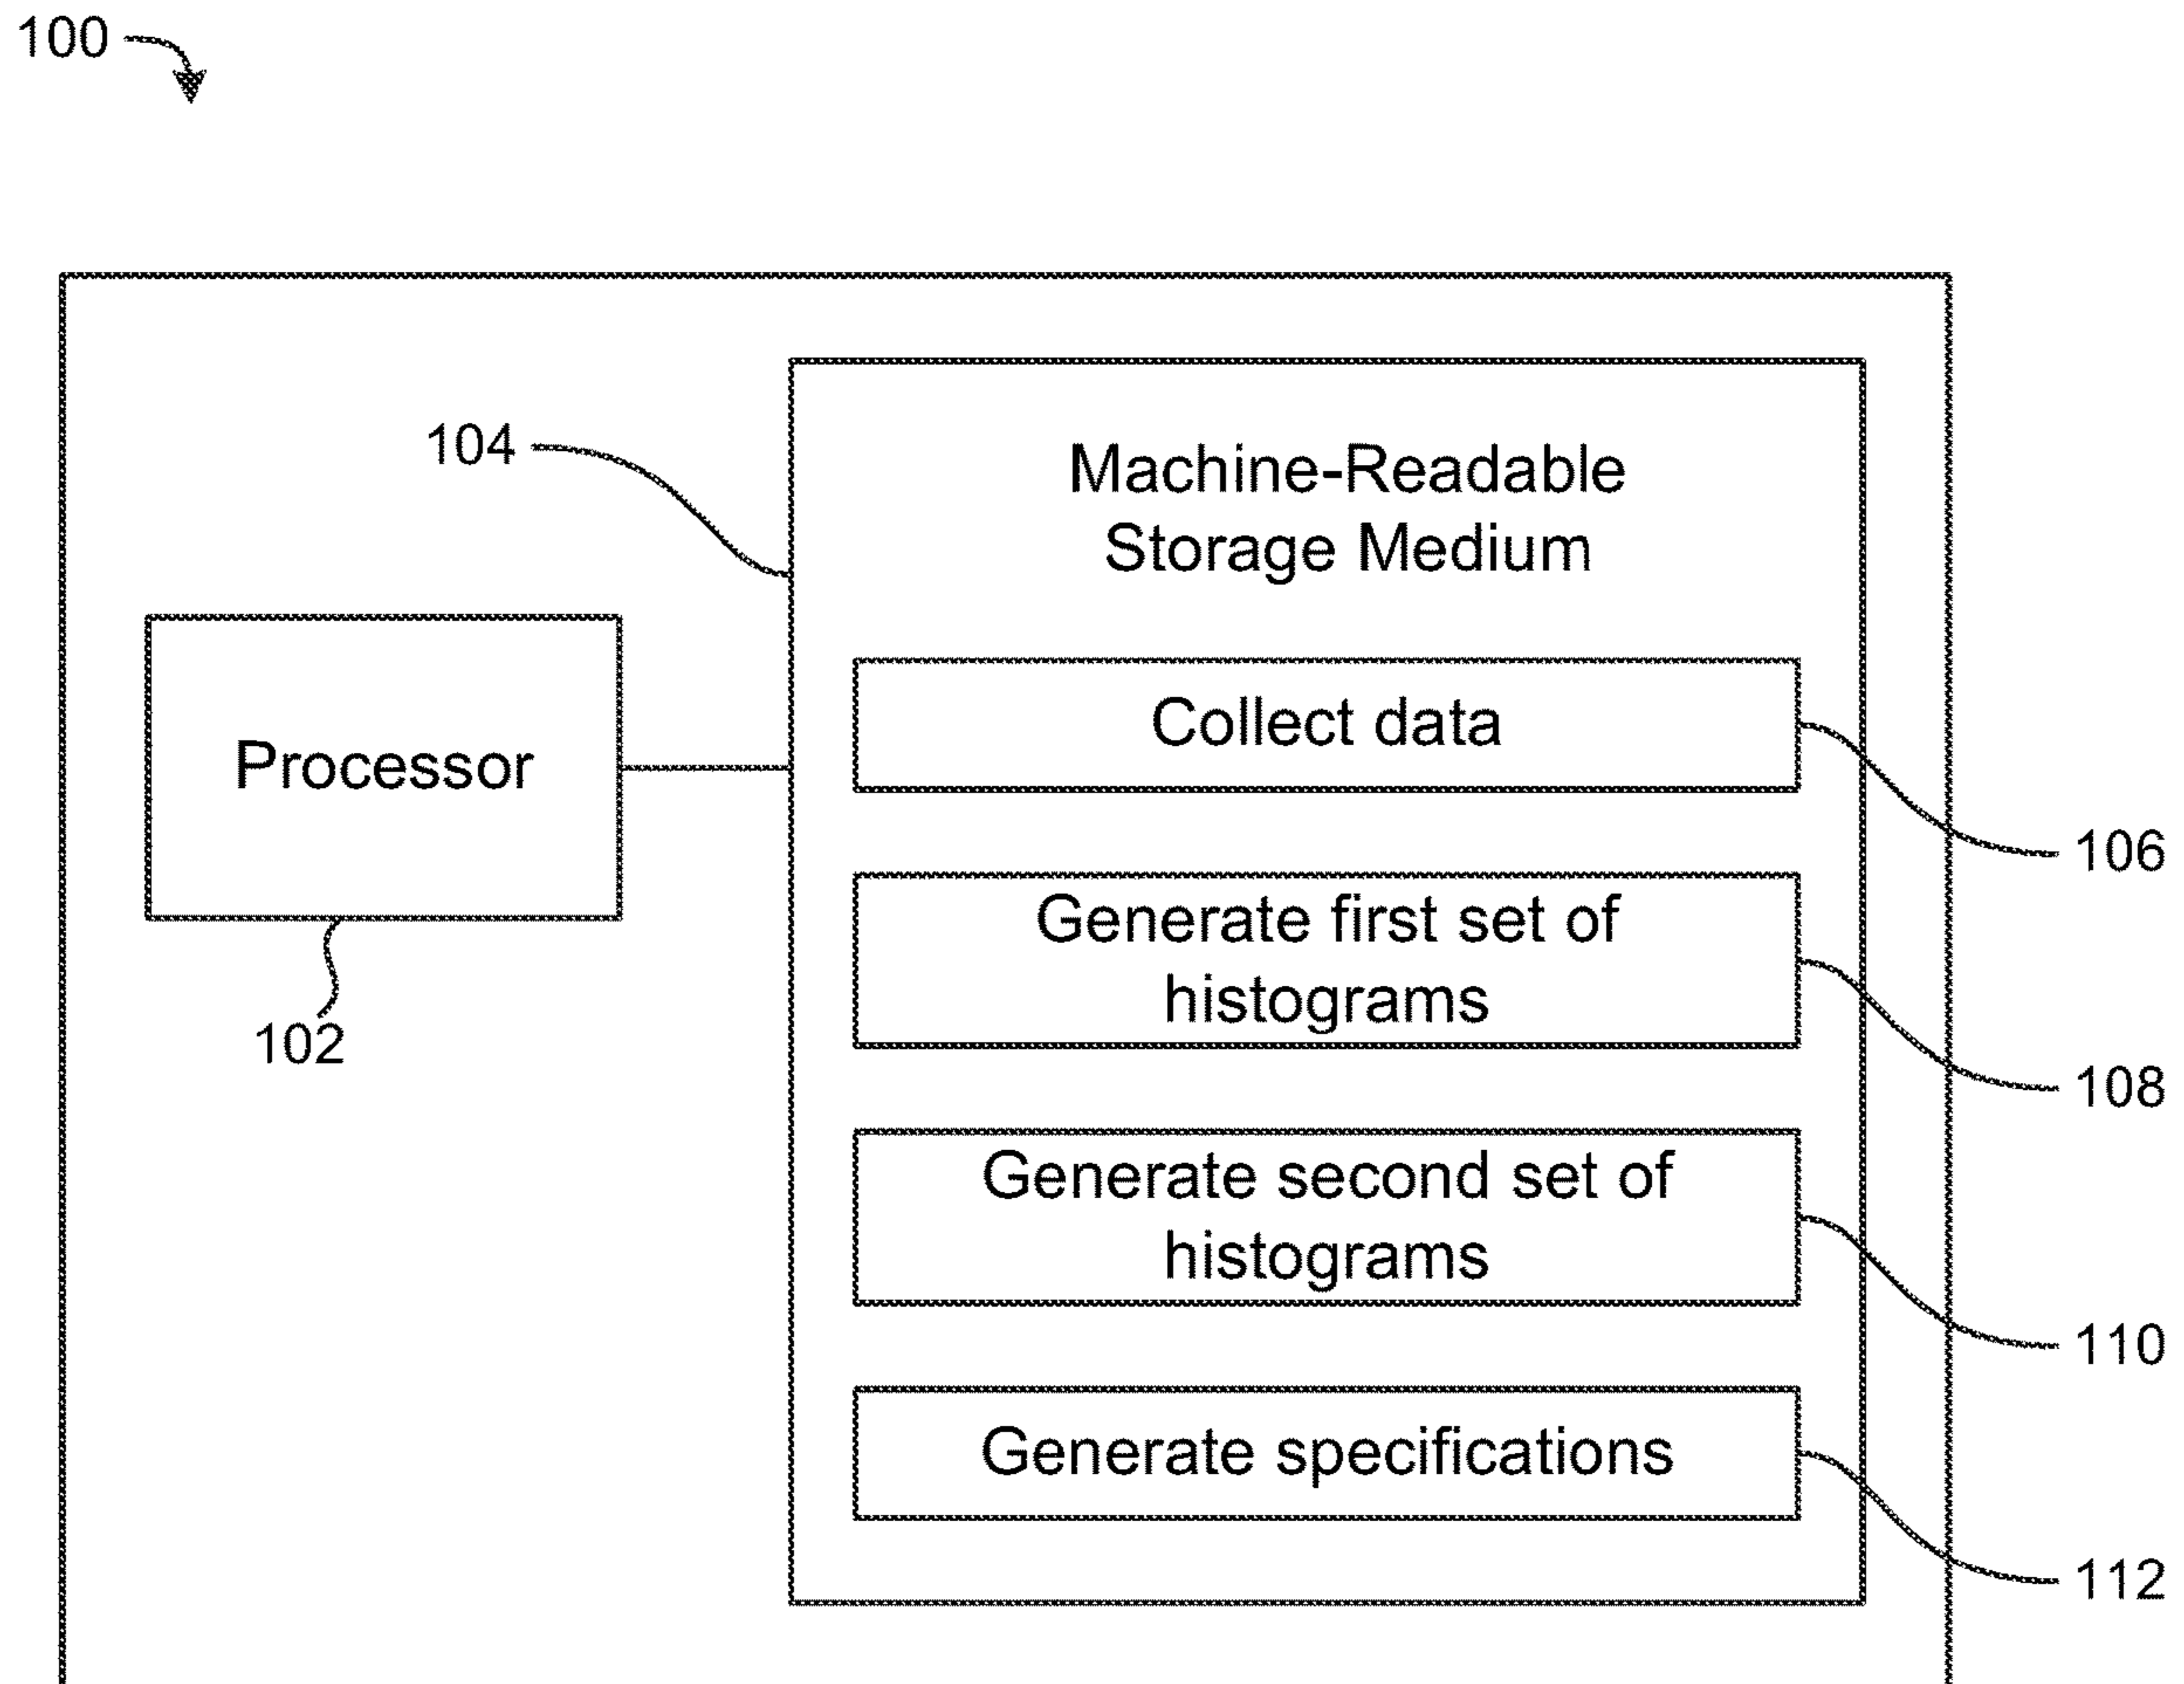 100
104
Machine-Readable
Storage Medium
Processor
Collect data
106
Generate first set of
histograms
102
108
Generate second set of
histograms
110
Generate specifications
112